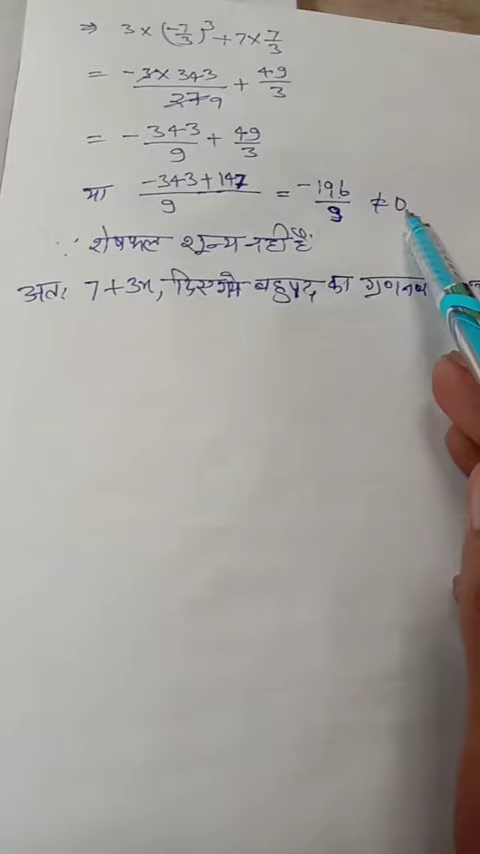 ⇒ 3 × (-7/3)³ + 7 × 7/3
= -3 × 343 / 27 9 + 49/3
= -343/9 + 49/3
या -343 + 147 / 9 = -196/9 ≠ 0
∵ शेषफल शून्य नहीं है
अतः 7 + 3x, दिए गये बहुपद का गुणनख